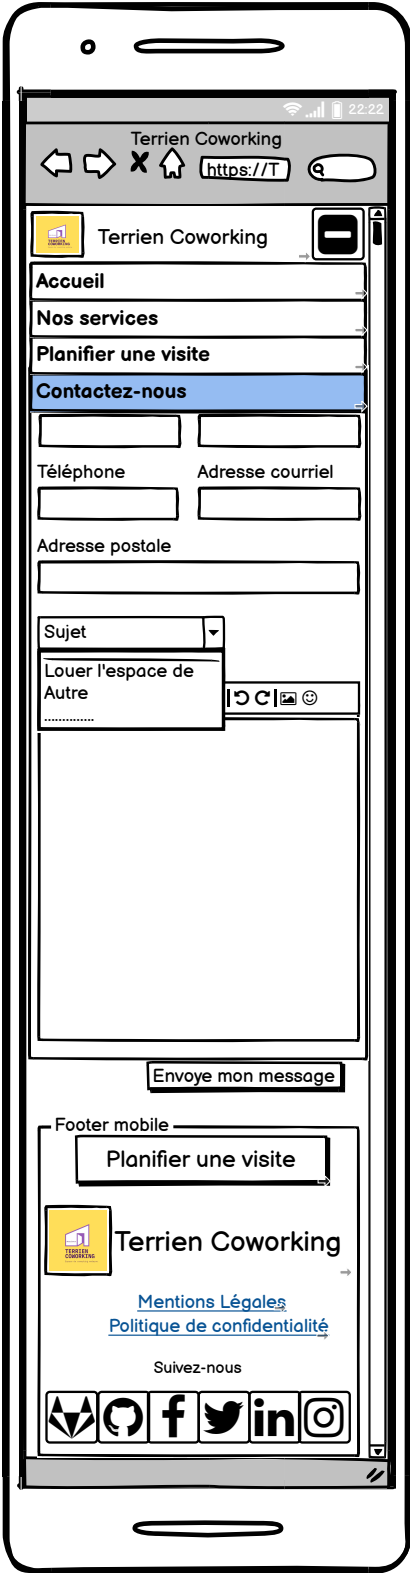 22:22
Terrien Coworking
https://T
Terrien Coworking
Accueil
Nos services
Planifier une visite
Contactez-nous
Téléphone Adresse courriel
Adresse postale
Sujet
Louer l'espace de
Autre
..............
Envoye mon message
Footer mobile
Planifier une visite
TERRIEN
COWORKING
Terrien Coworking
Mentions Légales
Politique de confidentialité
Suivez-nous